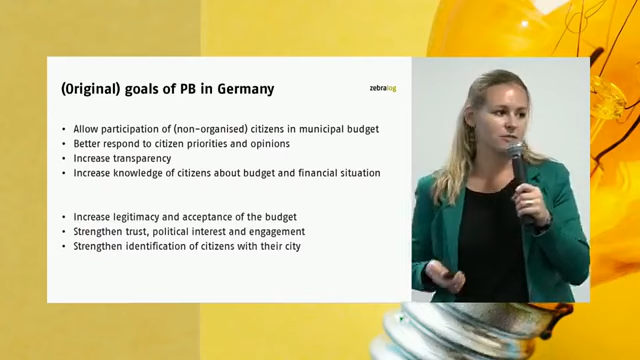 (Original) goals of PB in Germany
zebralog
• Allow participation of (non-organised) citizens in municipal budget
• Better respond to citizen priorities and opinions
• Increase transparency
• Increase knowledge of citizens about budget and financial situation
• Increase legitimacy and acceptance of the budget
• Strengthen trust, political interest and engagement
• Strengthen identification of citizens with their city